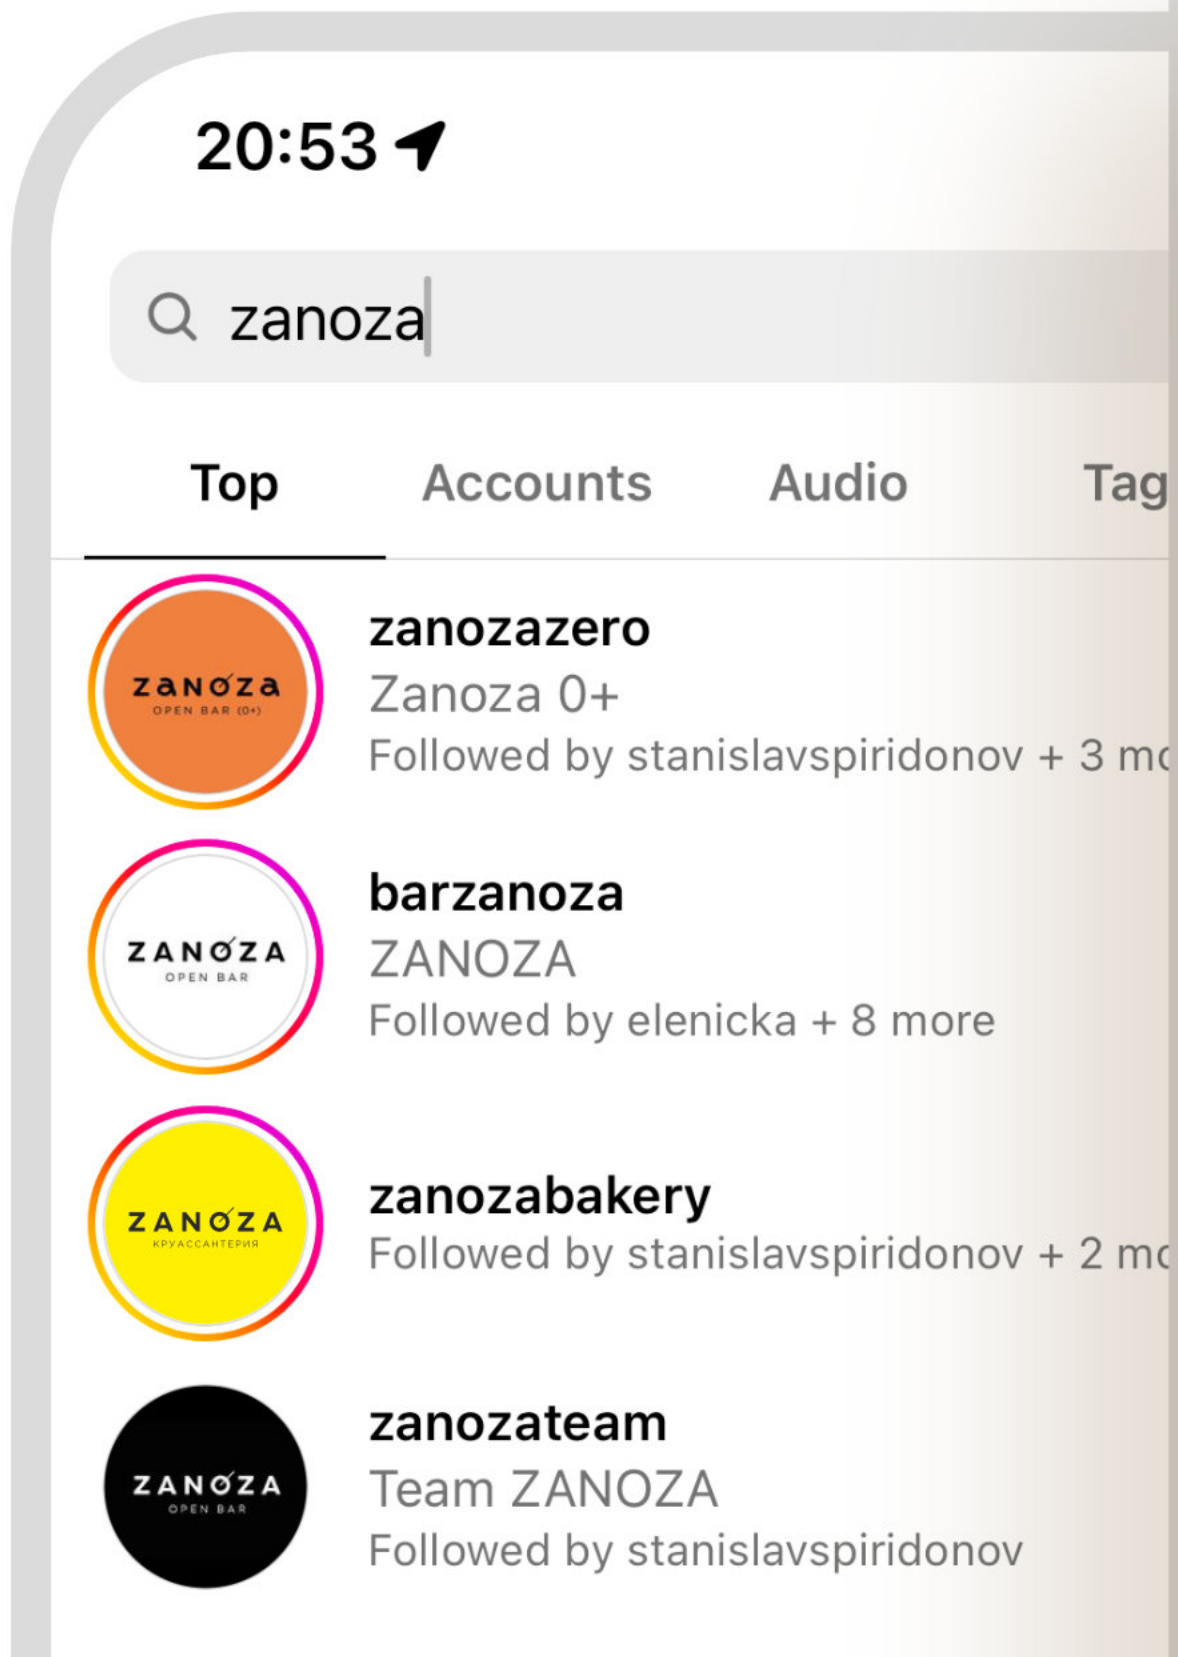 20:53
zanoza
Top Accounts Audio Tag
zanozazero
Zanoza 0+
Followed by stanislavspiridonov + 3 mo
zanoza
OPEN BAR (0+)
barzanoza
ZANOZA
Followed by elenicka + 8 more
ZANOZA
OPEN BAR
zanozabakery
Followed by stanislavspiridonov + 2 mo
ZANOZA
КРУАССАНТЕРИЯ
zanozateam
Team ZANOZA
Followed by stanislavspiridonov
ZANOZA
OPEN BAR